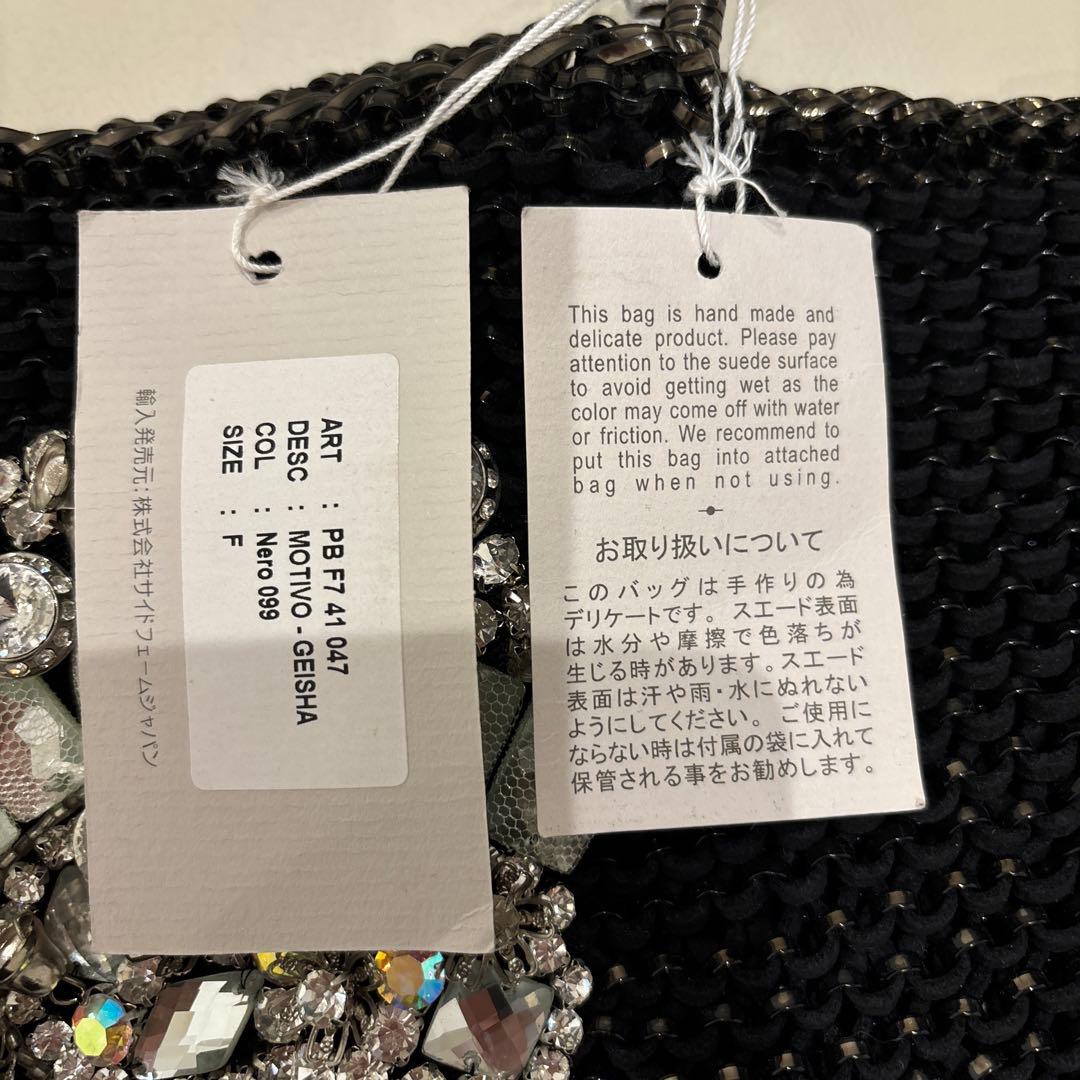 ART : PB F7 41 047
DESC : MOTIVO - GEISHA
COL : Nero 099
SIZE : F
輸入発売元:株式会社サイドフェームジャパン
This bag is hand made and
delicate product. Please pay
attention to the suede surface
to avoid getting wet as the
color may come off with water
or friction. We recommend to
put this bag into attached
bag when not using.
お取り扱いについて
このバッグは手作りの為
デリケートです。スエード表面
は水分や摩擦で色落ちが
生じる時があります。スエード
表面は汗や雨・水にぬれない
ようにしてください。ご使用に
ならない時は付属の袋に入れて
保管される事をお勧めします。